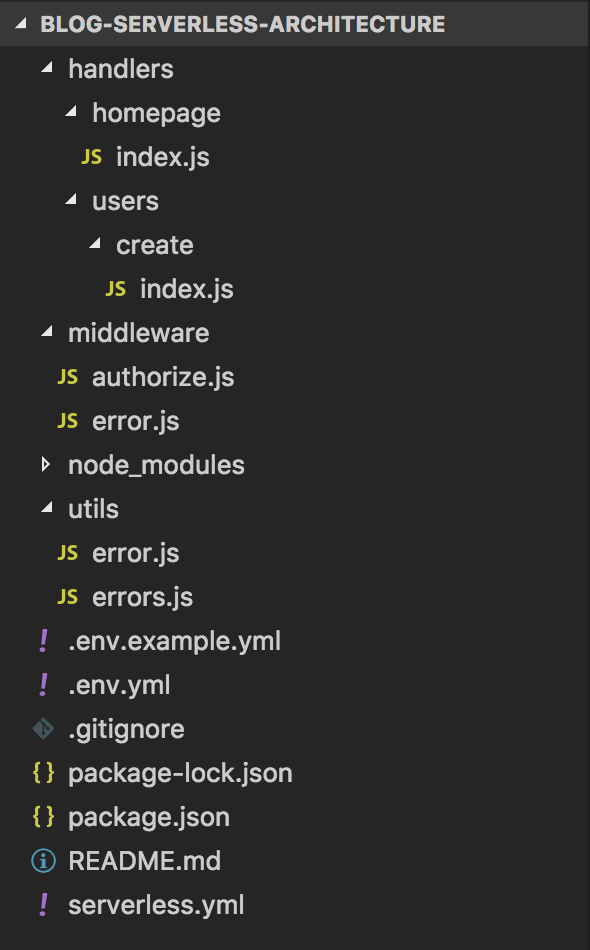 BLOG-SERVERLESS-ARCHITECTURE
handlers
homepage
JS index.js
users
create
JS index.js
middleware
JS authorize.js
JS error.js
node_modules
utils
JS error.js
JS errors.js
! .env.example.yml
! .env.yml
.gitignore
{} package-lock.json
{} package.json
i README.md
! serverless.yml